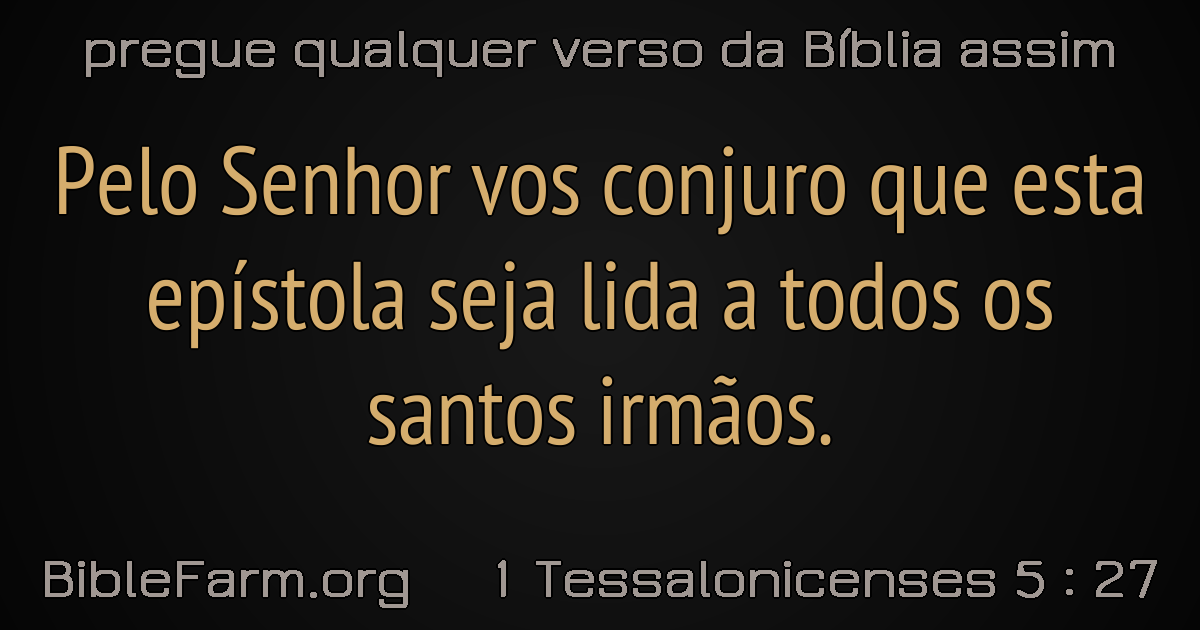 pregue qualquer verso da Bíblia assim
Pelo Senhor vos conjuro que esta
epístola seja lida a todos os
santos irmãos.
BibleFarm.org 1 Tessalonicenses 5 : 27